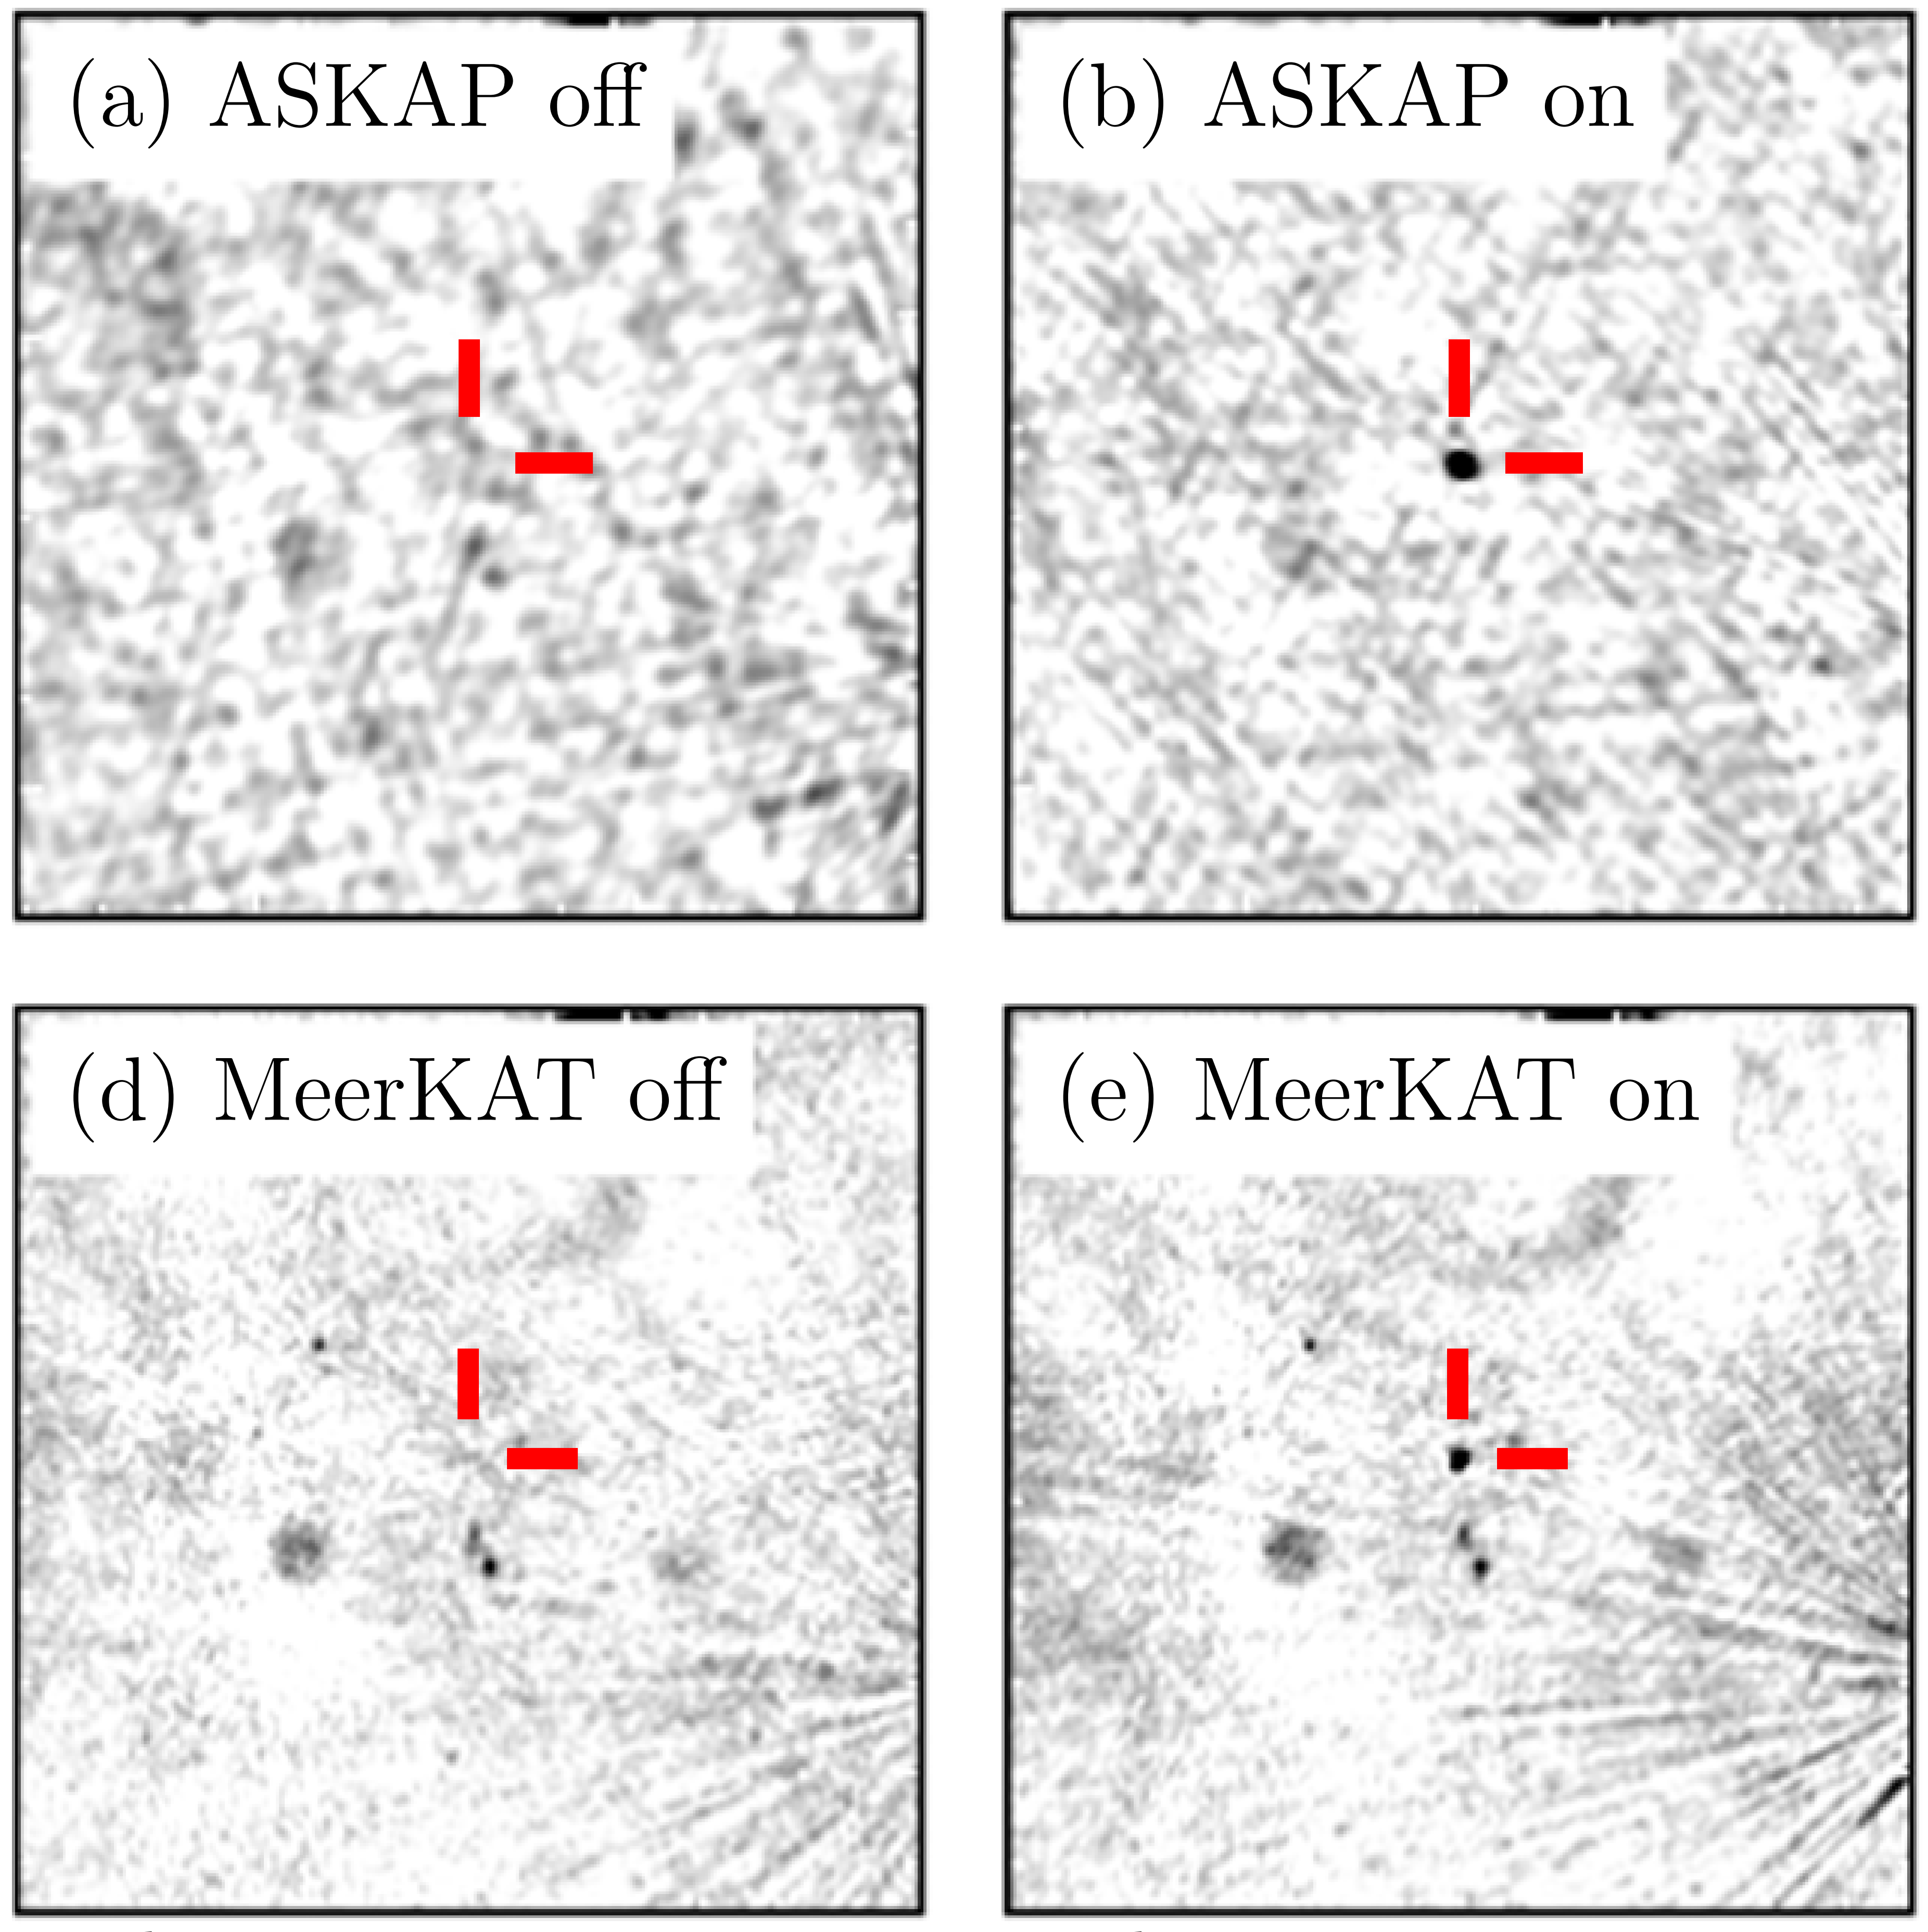 (a) ASKAP off
(b) ASKAP on
(d) MeerKAT off
(e) MeerKAT on